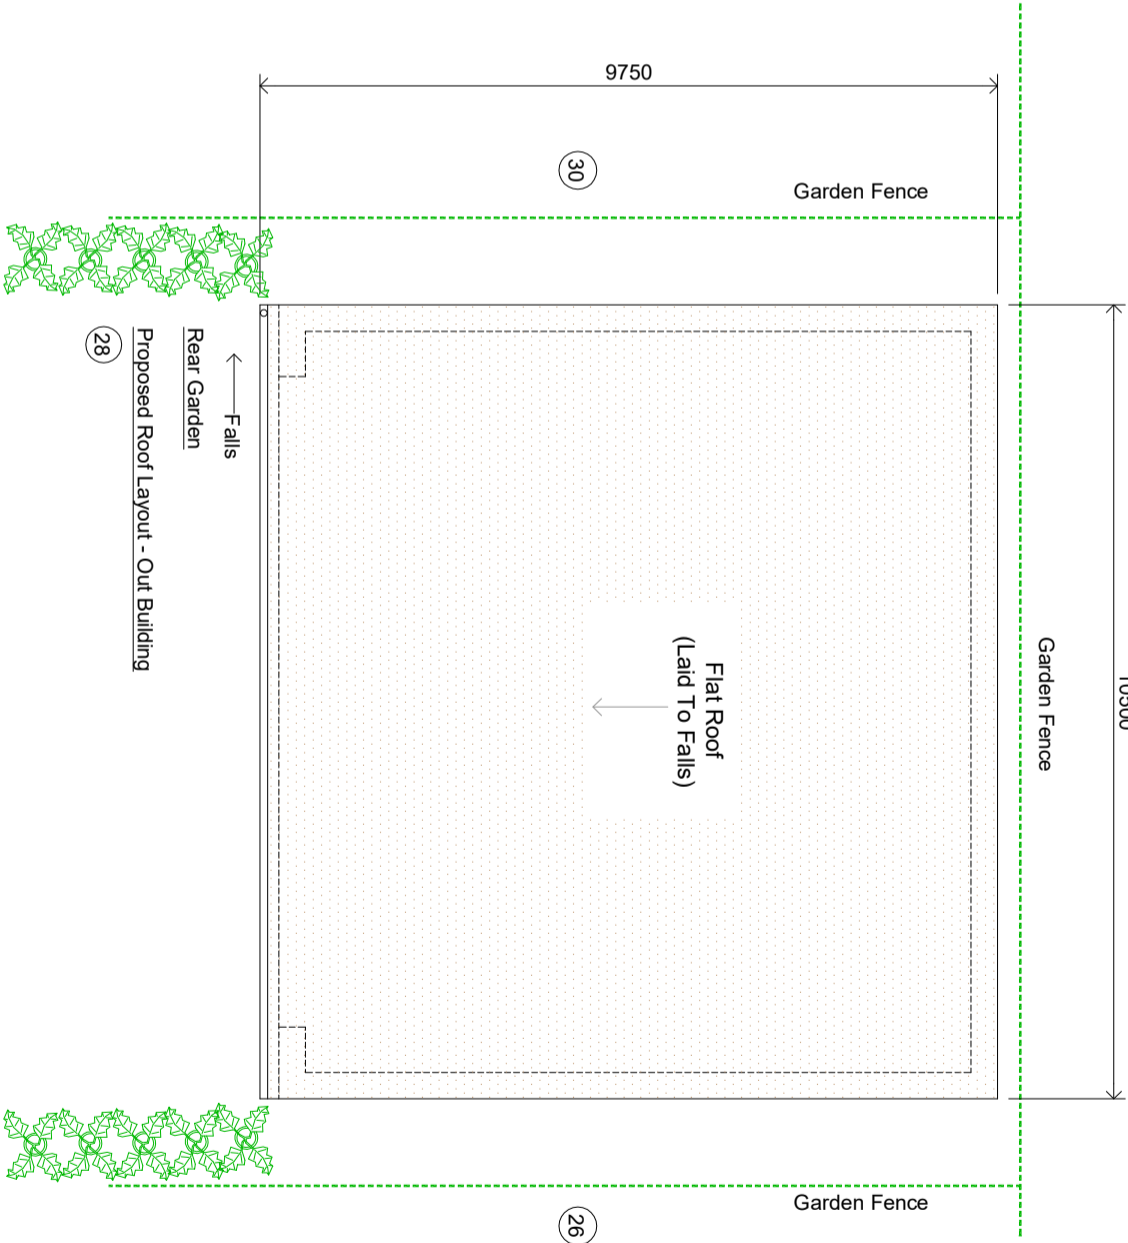 9750
30
Garden Fence
Rear Garden
Falls
28
Proposed Roof Layout - Out Building
Flat Roof
(Laid To Falls)
Garden Fence
Garden Fence
26